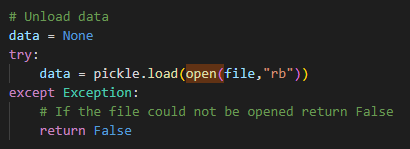 # Unload data
data = None
try:
    data = pickle.load(open(file,"rb"))
except Exception:
    # If the file could not be opened return False
    return False